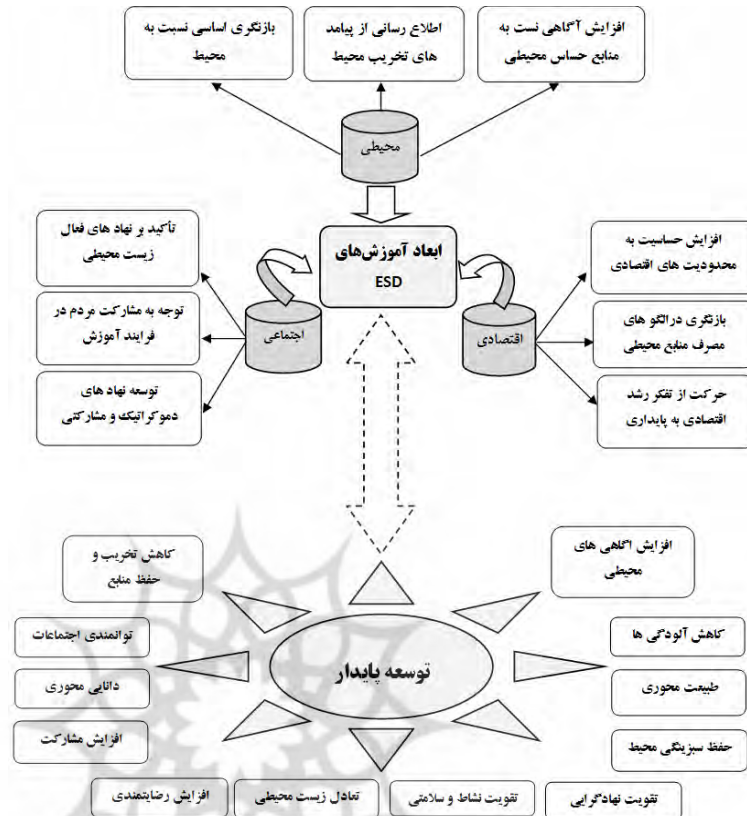 افزایش آگاهی نست به
منابع حساس محیطی
اطلاع رسانی از پیامد
های تخریب محیط
بازنگری اساسی نسبت به
محیط
محیطی
ابعاد آموزش‌های
ESD
افزایش حساسیت به
محدودیت های اقتصادی
بازنگری درالگو های
مصرف منابع محیطی
حرکت از تفکر رشد
اقتصادی به پایداری
اقتصادی
اجتماعی
تأکید بر نهاد های فعال
زیست محیطی
توجه به مشارکت مردم در
فرایند آموزش
توسعه نهاد های
دموکراتیک و مشارکتی
افزایش اگاهی های
محیطی
کاهش آلودگی ها
طبیعت محوری
حفظ سبزینگی محیط
توسعه پایدار
کاهش تخریب و
حفظ منابع
توانمندی اجتماعات
دانایی محوری
افزایش مشارکت
تقویت نهادگرایی
تقویت نشاط و سلامتی
تعادل زیست محیطی
افزایش رضایتمندی